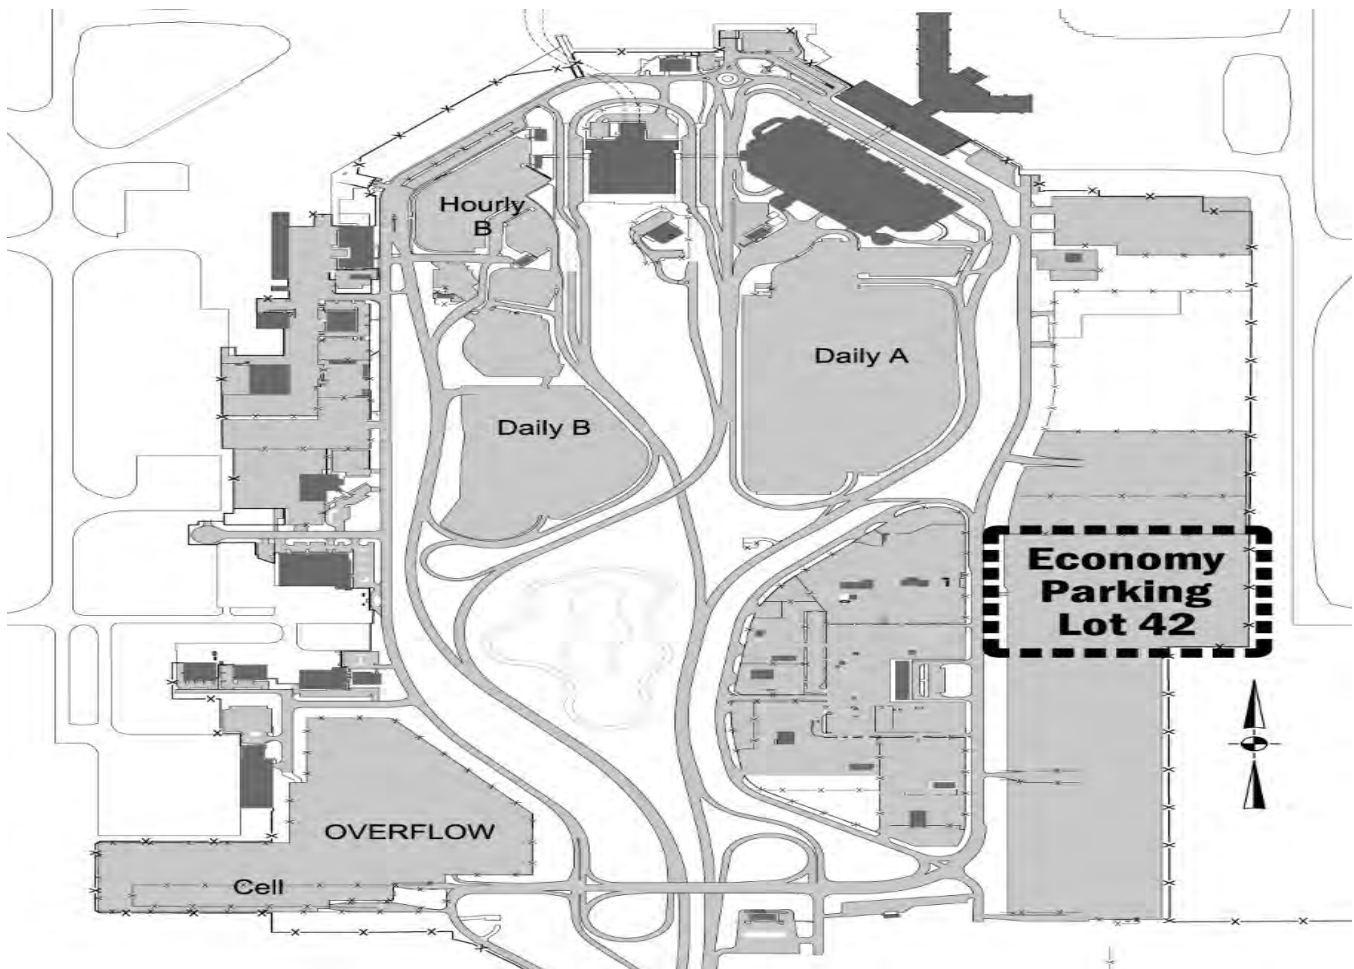 Hourly
B
Daily A
Daily B
Economy
Parking
Lot 42
OVERFLOW
Cell